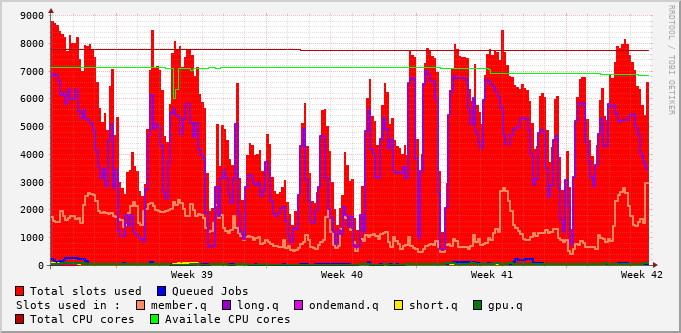 9000
8000
7000
6000
5000
4000
3000
2000
1000
0
Week 39 Week 40 Week 41 Week 42
Total slots used Queued Jobs
Slots used in : member.q long.q ondemand.q short.q gpu.q
Total CPU cores Availale CPU cores
RRDTOOL / TOBI OETIKER